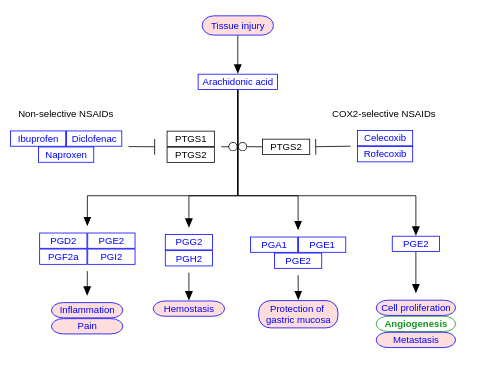 Tissue injury
Arachidonic acid
Non-selective NSAIDs
COX2-selective NSAIDs
Ibuprofen
Diclofenac
Naproxen
PTGS1
PTGS2
PTGS2
Celecoxib
Rofecoxib
PGD2
PGE2
PGF2a
PGI2
PGG2
PGH2
PGA1
PGE1
PGE2
PGE2
Inflammation
Pain
Hemostasis
Protection of
gastric mucosa
Cell proliferation
Angiogenesis
Metastasis